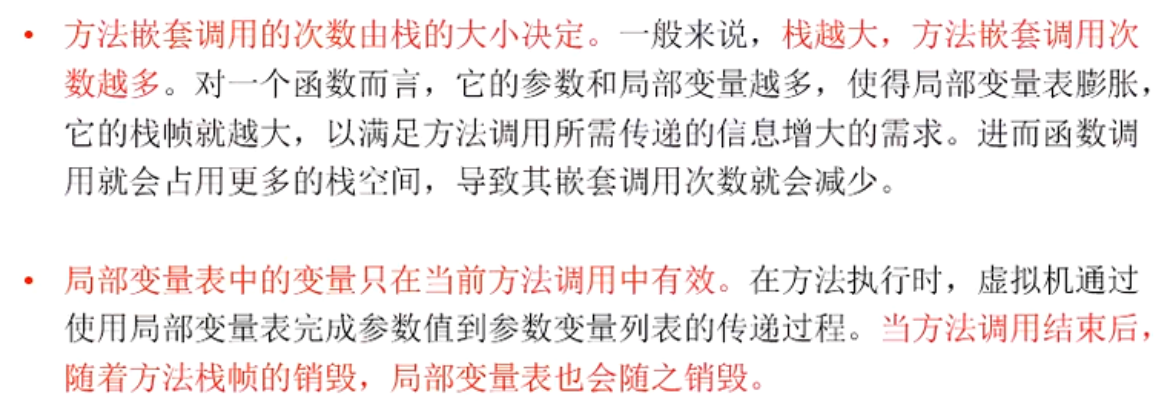 • 方法嵌套调用的次数由栈的大小决定。一般来说，栈越大，方法嵌套调用次
数越多。对一个函数而言，它的参数和局部变量越多，使得局部变量表膨胀，
它的栈帧就越大，以满足方法调用所需传递的信息增大的需求。进而函数调
用就会占用更多的栈空间，导致其嵌套调用次数就会减少。
• 局部变量表中的变量只在当前方法调用中有效。在方法执行时，虚拟机通过
使用局部变量表完成参数值到参数变量列表的传递过程。当方法调用结束后，
随着方法栈帧的销毁，局部变量表也会随之销毁。